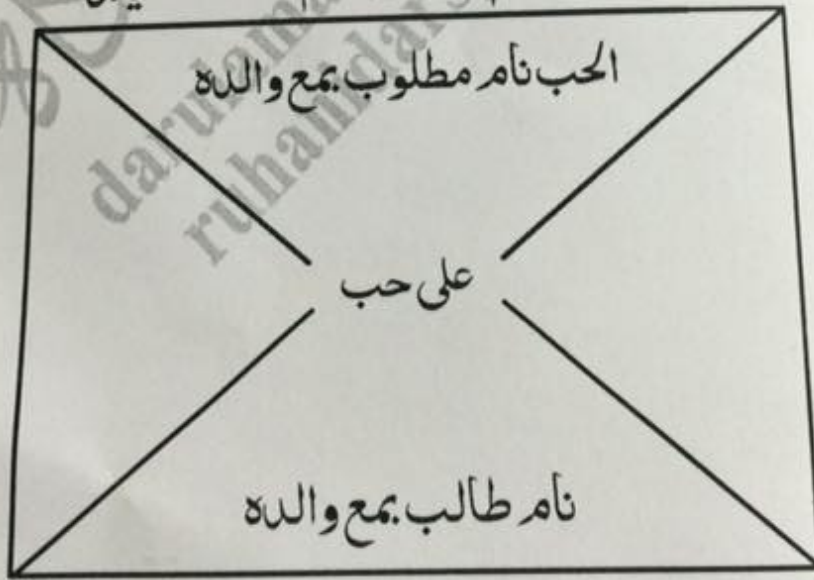 الحب نام مطلوب بمع والدہ
علی حب
نام طالب بمع والدہ